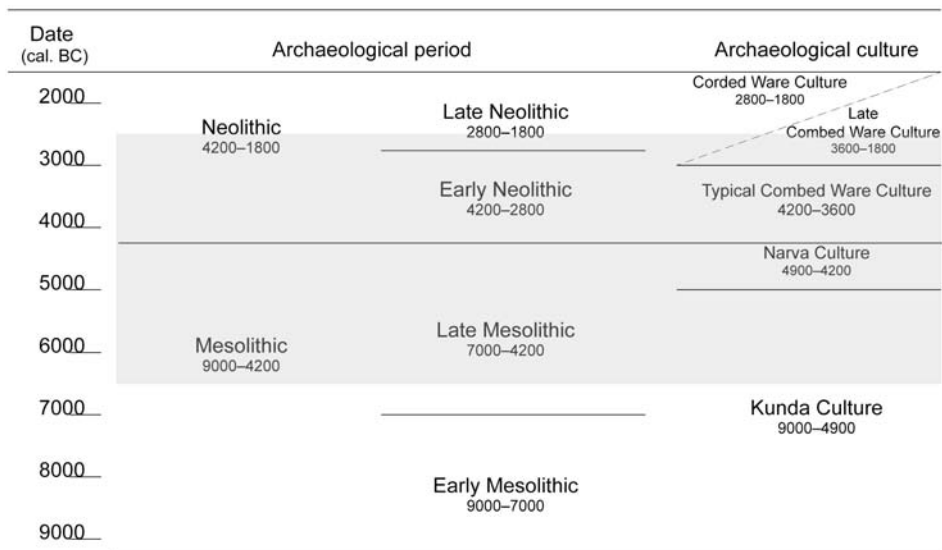 Date
(cal. BC)
Archaeological period
Archaeological culture
2000
Neolithic
4200–1800
Late Neolithic
2800–1800
Corded Ware Culture
2800–1800
Late
Combed Ware Culture
3600–1800
3000
Early Neolithic
4200–2800
Typical Combed Ware Culture
4200–3600
4000
Narva Culture
4900–4200
5000
Mesolithic
9000–4200
Late Mesolithic
7000–4200
6000
7000
Kunda Culture
9000–4900
8000
Early Mesolithic
9000–7000
9000